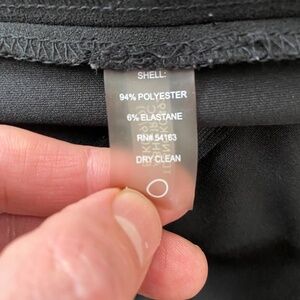 SHELL:
94% POLYESTER
6% ELASTANE
RN# 54163
DRY CLEAN